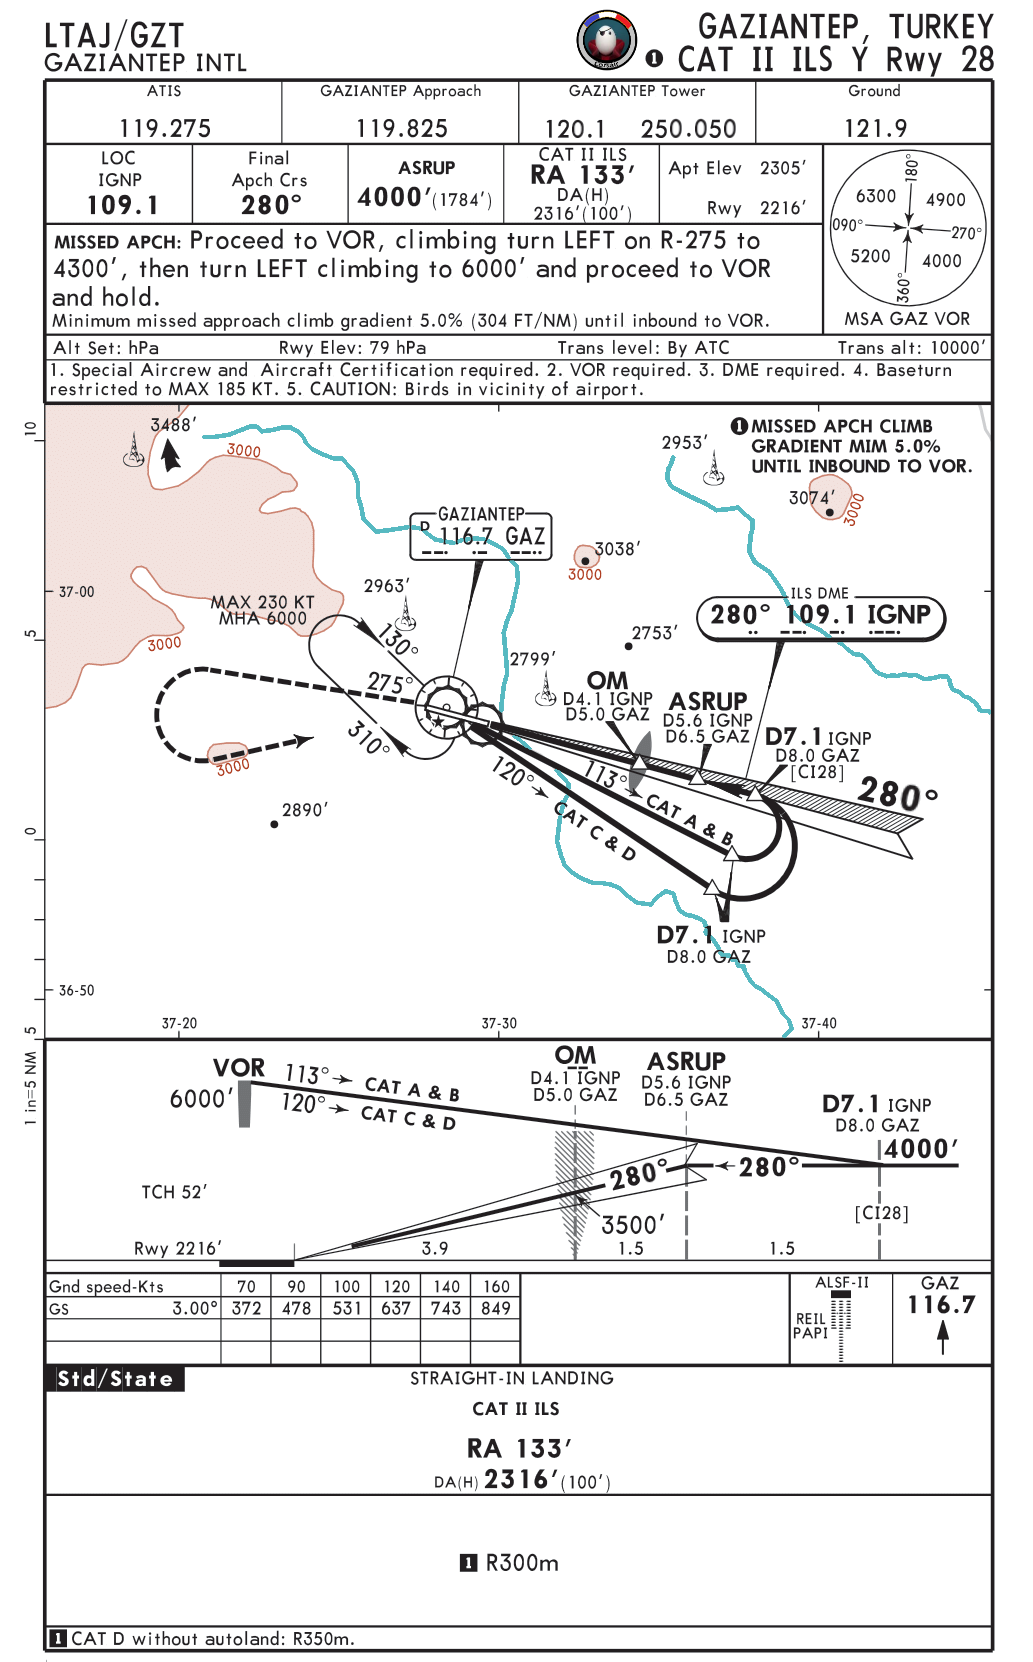 LTAJ/GZT
GAZIANTEP INTL
GAZIANTEP, TURKEY
1 CAT II ILS Y Rwy 28
ATIS
119.275
GAZIANTEP Approach
119.825
GAZIANTEP Tower
120.1 250.050
Ground
121.9
LOC
IGNP
109.1
Final
Apch Crs
280°
ASRUP
4000'(1784')
CAT II ILS
RA 133'
DA(H)
2316'(100')
Apt Elev 2305'
Rwy 2216'
180°
6300 4900
090° 270°
5200 4000
360°
MSA GAZ VOR
MISSED APCH: Proceed to VOR, climbing turn LEFT on R-275 to
4300', then turn LEFT climbing to 6000' and proceed to VOR
and hold.
Minimum missed approach climb gradient 5.0% (304 FT/NM) until inbound to VOR.
Alt Set: hPa Rwy Elev: 79 hPa Trans level: By ATC Trans alt: 10000'
1. Special Aircrew and Aircraft Certification required. 2. VOR required. 3. DME required. 4. Baseturn
restricted to MAX 185 KT. 5. CAUTION: Birds in vicinity of airport.
10
5
0
5
1 in=5 NM
3488'
3000
2953'
1 MISSED APCH CLIMB
GRADIENT MIM 5.0%
UNTIL INBOUND TO VOR.
3074'
3000
GAZIANTEP
D 116.7 GAZ
3038'
3000
37-00
2963'
MAX 230 KT
MHA 6000
ILS DME
280° 109.1 IGNP
130°
3000
2753'
2799'
275°
310°
OM
D4.1 IGNP
D5.0 GAZ
ASRUP
D5.6 IGNP
D6.5 GAZ
D7.1 IGNP
D8.0 GAZ
[CI28]
280°
3000
2890'
113° CAT A & B
120° CAT C & D
D7.1 IGNP
D8.0 GAZ
36-50
37-20
37-30
37-40
VOR
6000'
113° CAT A & B
120° CAT C & D
OM
D4.1 IGNP
D5.0 GAZ
ASRUP
D5.6 IGNP
D6.5 GAZ
D7.1 IGNP
D8.0 GAZ
4000'
280°
280°
TCH 52'
3500'
[CI28]
Rwy 2216'
3.9
1.5
1.5
Gnd speed-Kts 70 90 100 120 140 160
GS 3.00° 372 478 531 637 743 849
ALSF-II
REIL
PAPI
GAZ
116.7
Std/State
STRAIGHT-IN LANDING
CAT II ILS
RA 133'
DA(H) 2316'(100')
1 R300m
1 CAT D without autoland: R350m.